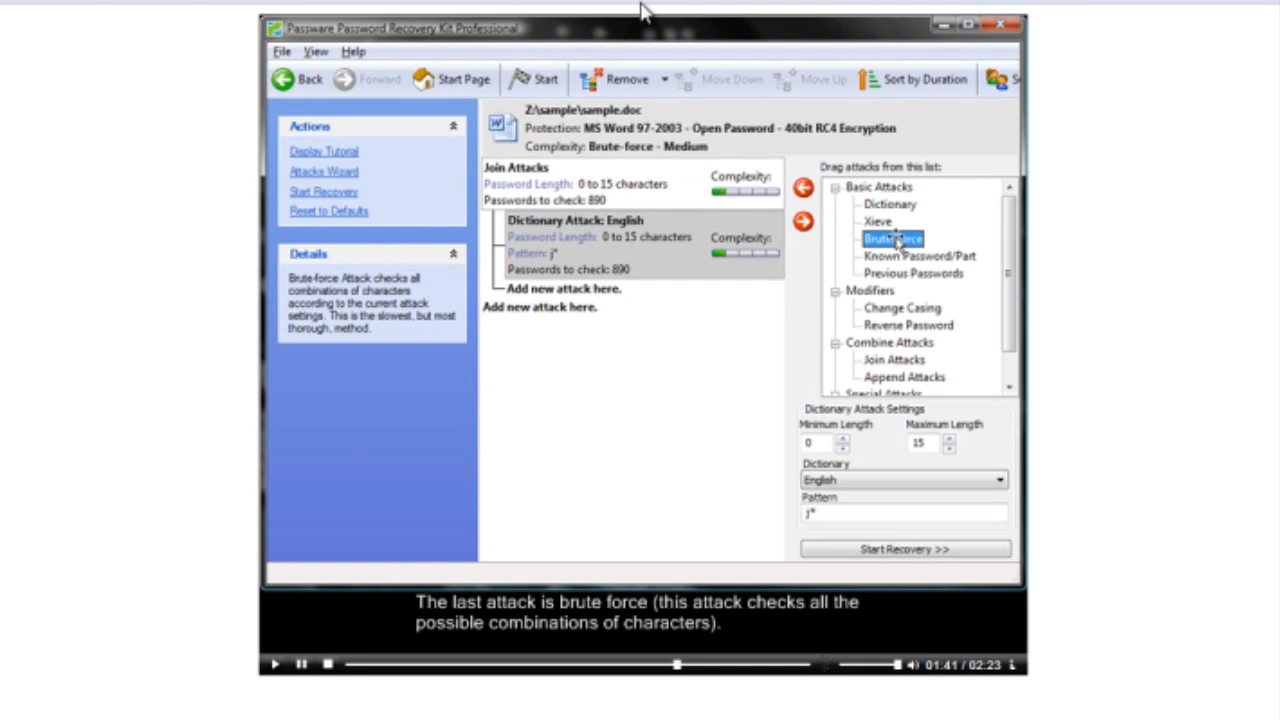 Passware Password Recovery Kit Professional
File View Help
Back Forward Start Page Start Remove Move Down Move Up Sort by Duration
Actions
Display Tutorial
Attacks Wizard
Start Recovery
Reset to Defaults
Details
Brute-force Attack checks all
combinations of characters
according to the current attack
settings. This is the slowest, but most
thorough, method.
Z:\sample\sample.doc
Protection: MS Word 97-2003 - Open Password - 40bit RC4 Encryption
Complexity: Brute-force - Medium
Join Attacks
Password Length: 0 to 15 characters
Passwords to check: 890
Complexity:
Dictionary Attack: English
Password Length: 0 to 15 characters
Pattern: j*
Passwords to check: 890
Complexity:
Add new attack here.
Add new attack here.
Drag attacks from this list:
Basic Attacks
Dictionary
Xieve
Brute-force
Known Password/Part
Previous Passwords
Modifiers
Change Casing
Reverse Password
Combine Attacks
Join Attacks
Append Attacks
Special Attacks
Dictionary Attack Settings
Minimum Length Maximum Length
0 15
Dictionary
English
Pattern
j*
Start Recovery >>
The last attack is brute force (this attack checks all the
possible combinations of characters).
01:41 / 02:23